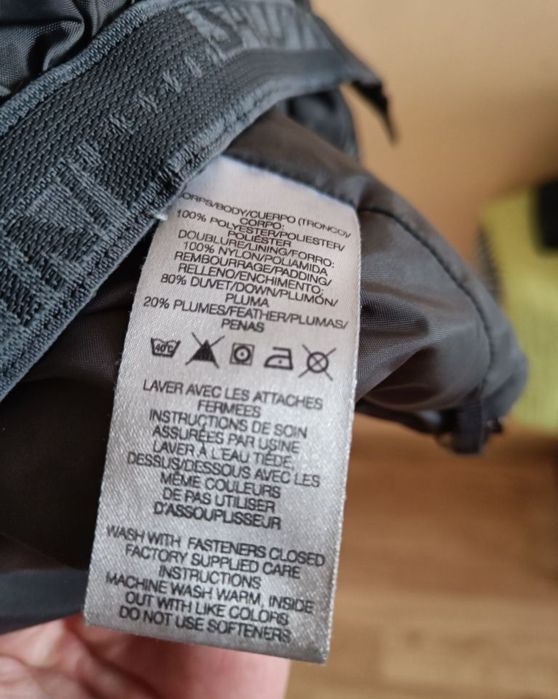 CORPS/BODY/CUERPO (TRONCO)/
CORPO:
100% POLYESTER/POLIESTER/
POLIESTER
DOUBLURE/LINING/FORRO:
100% NYLON/POLIAMIDA
REMBOURRAGE/PADDING/
RELLENO/ENCHIMENTO:
80% DUVET/DOWN/PLUMÓN/
PLUMA
20% PLUMES/FEATHER/PLUMAS/
PENAS
40°C
LAVER AVEC LES ATTACHES
FERMEES
INSTRUCTIONS DE SOIN
ASSURÉES PAR USINE
LAVER À L'EAU TIÈDE,
DESSUS/DESSOUS AVEC LES
MÊME COULEURS
DE PAS UTILISER
D'ASSOUPLISSEUR
WASH WITH FASTENERS CLOSED
FACTORY SUPPLIED CARE
INSTRUCTIONS
MACHINE WASH WARM, INSIDE
OUT WITH LIKE COLORS
DO NOT USE SOFTENERS